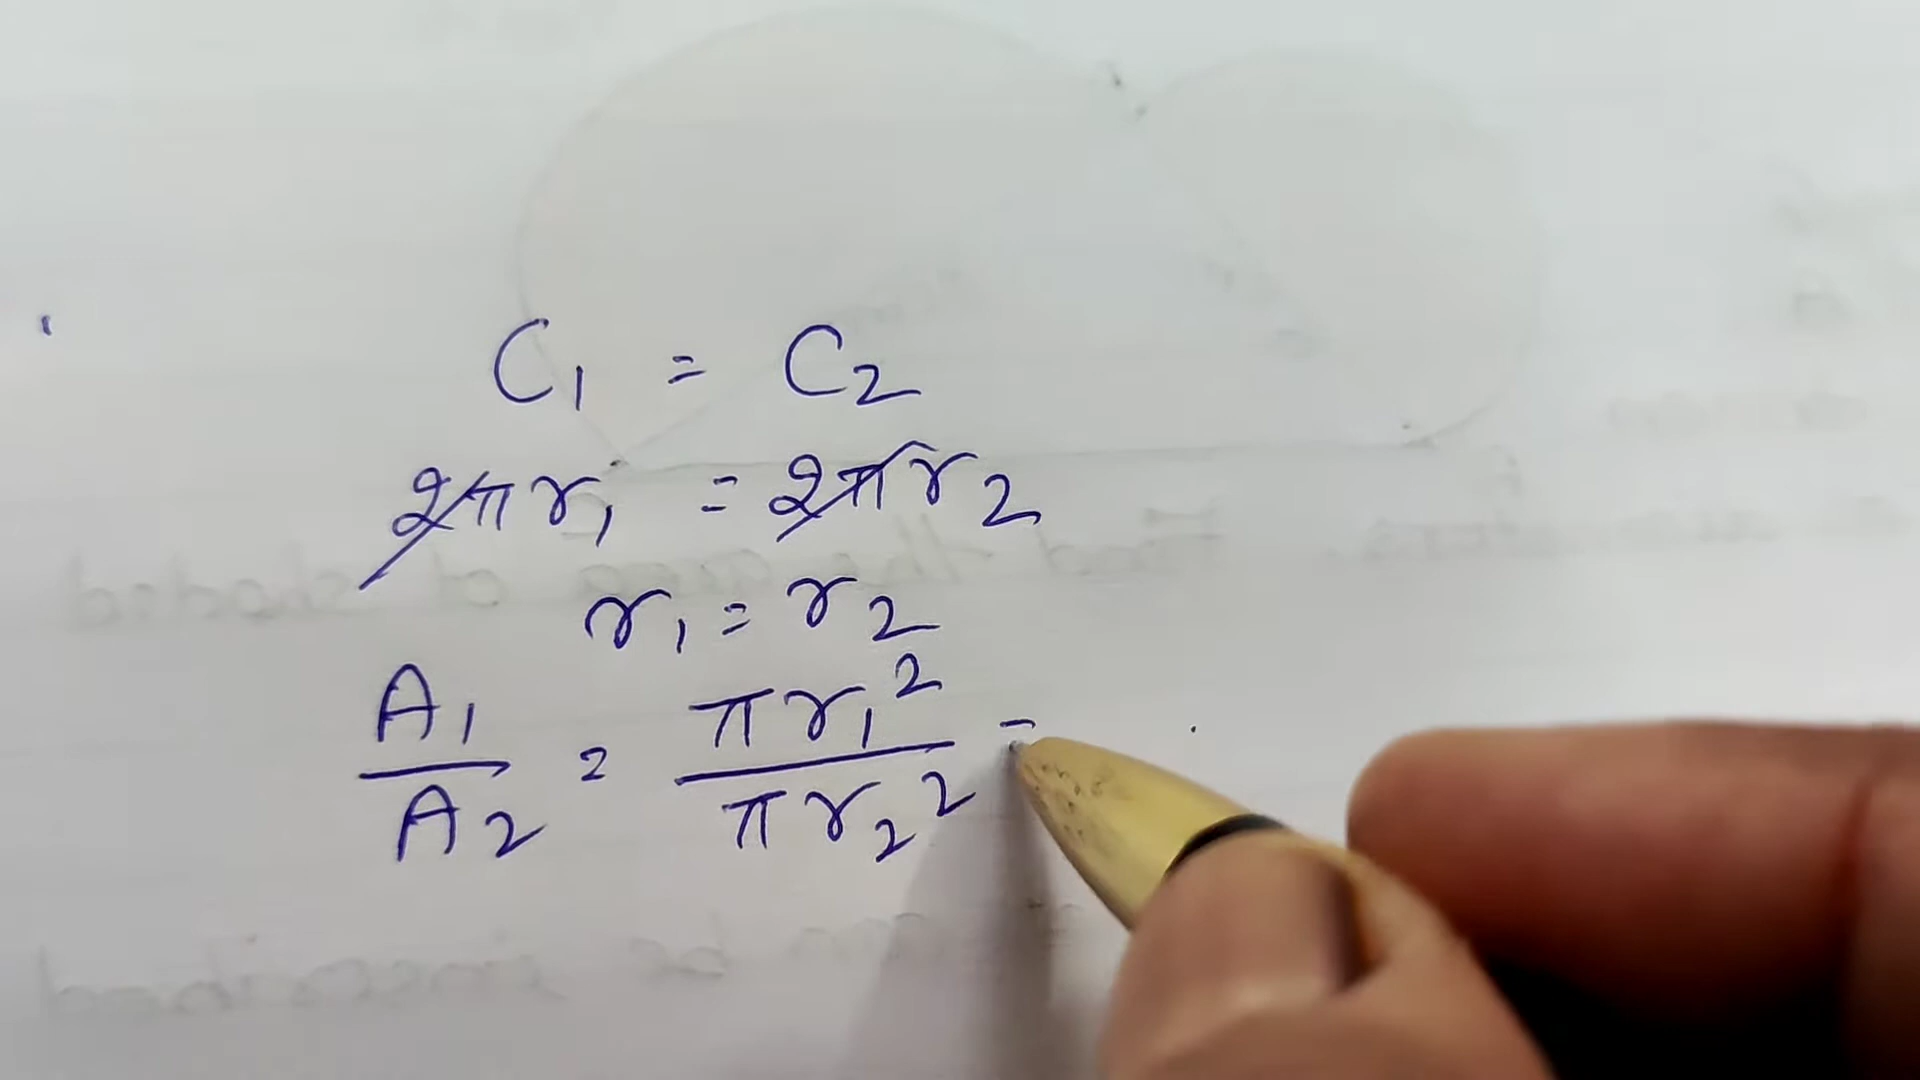 C₁ = C₂
2πr₁ = 2πr₂
r₁ = r₂
A₁/A₂ = πr₁²/πr₂² =